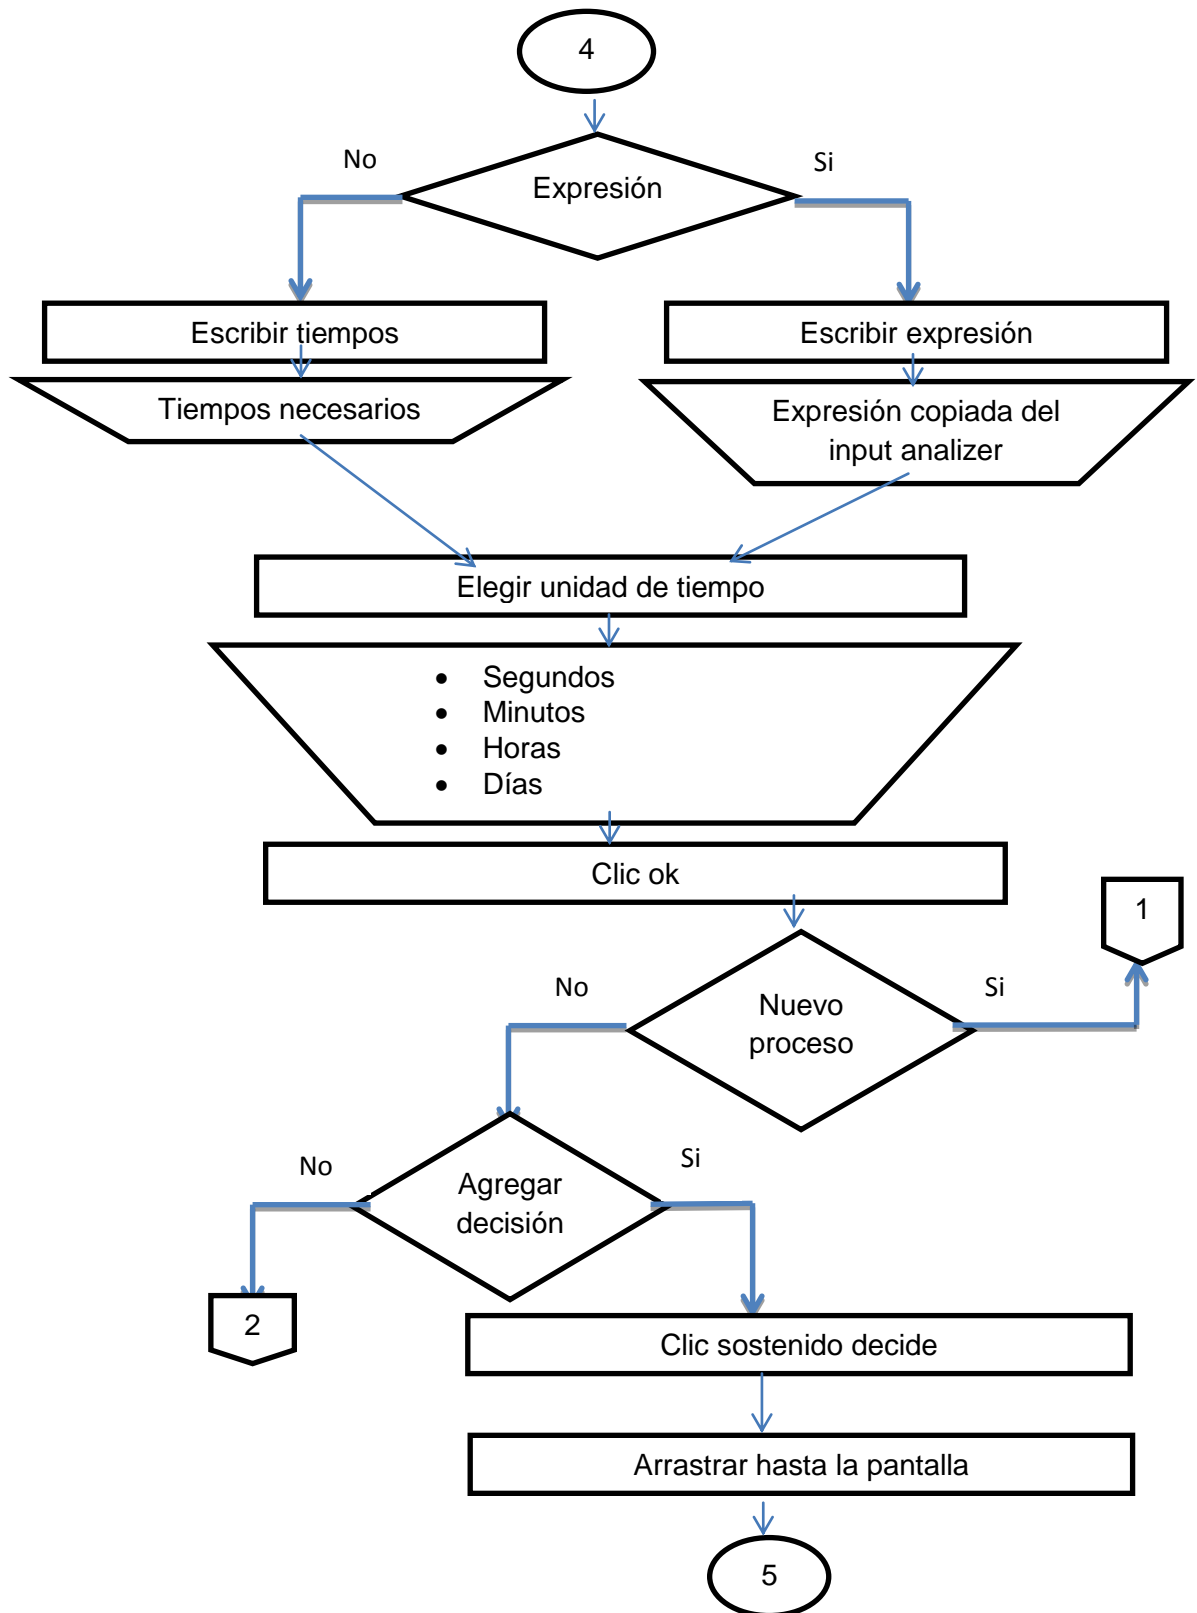 4
No
Si
Expresión
Escribir tiempos
Escribir expresión
Tiempos necesarios
Expresión copiada del
input analizer
Elegir unidad de tiempo
• Segundos
• Minutos
• Horas
• Días
Clic ok
1
No
Si
Nuevo
proceso
No
Si
Agregar
decisión
2
Clic sostenido decide
Arrastrar hasta la pantalla
5